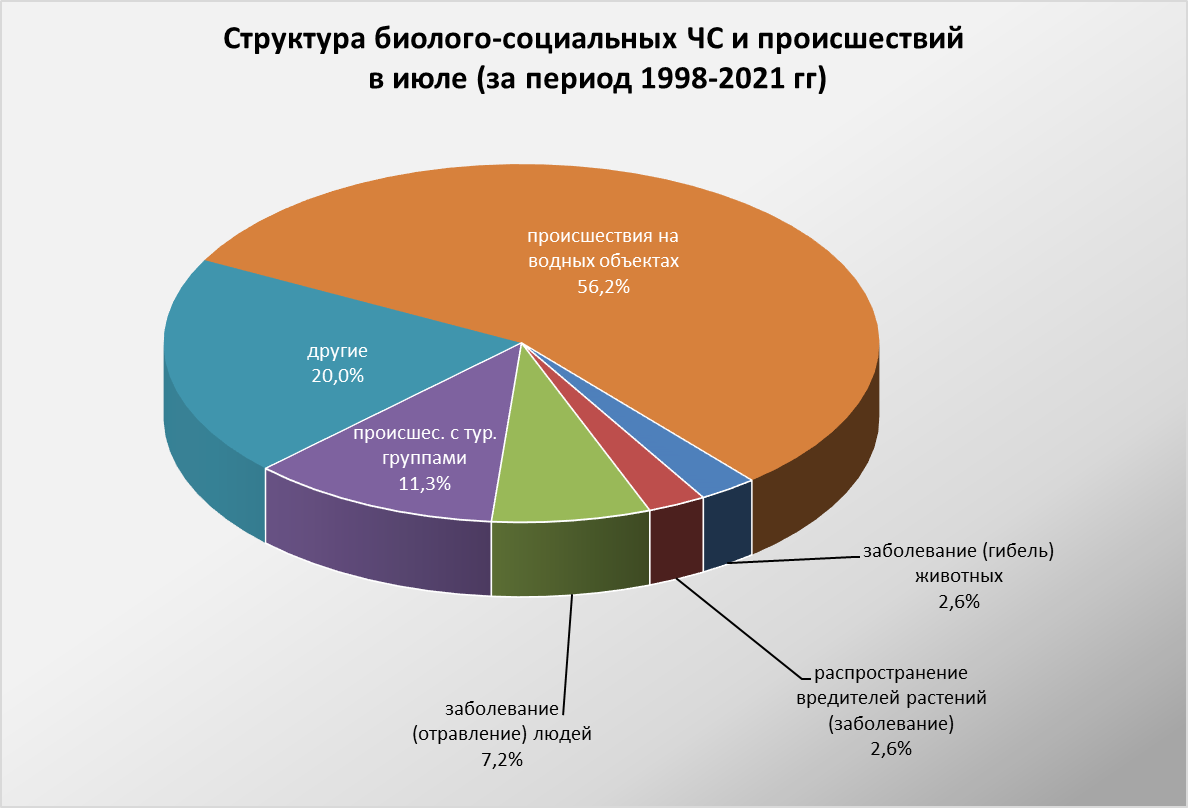 Структура биолого-социальных ЧС и происшествий
в июле (за период 1998-2021 гг)
происшествия на
водных объектах
56,2%
другие
20,0%
происшес. с тур.
группами
11,3%
заболевание (гибель)
животных
2,6%
распространение
вредителей растений
(заболевание)
2,6%
заболевание
(отравление) людей
7,2%